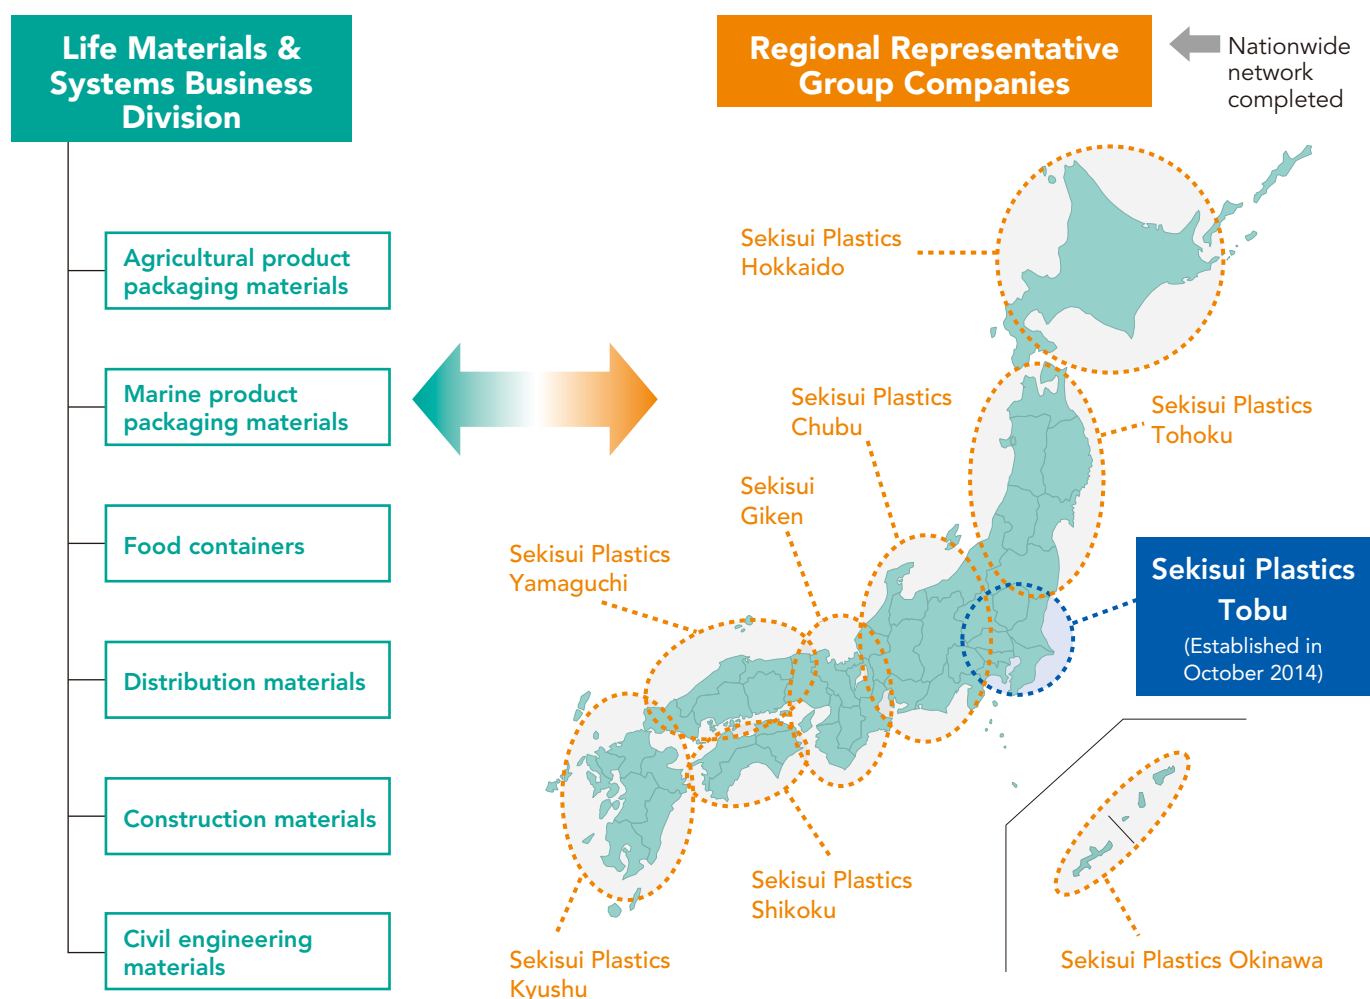 Life Materials &
Systems Business
Division
Agricultural product
packaging materials
Marine product
packaging materials
Food containers
Distribution materials
Construction materials
Civil engineering
materials
Regional Representative
Group Companies
Nationwide
network
completed
Sekisui Plastics
Hokkaido
Sekisui Plastics
Chubu
Sekisui Plastics
Tohoku
Sekisui
Giken
Sekisui Plastics
Yamaguchi
Sekisui Plastics
Tobu
(Established in
October 2014)
Sekisui Plastics
Shikoku
Sekisui Plastics
Kyushu
Sekisui Plastics Okinawa